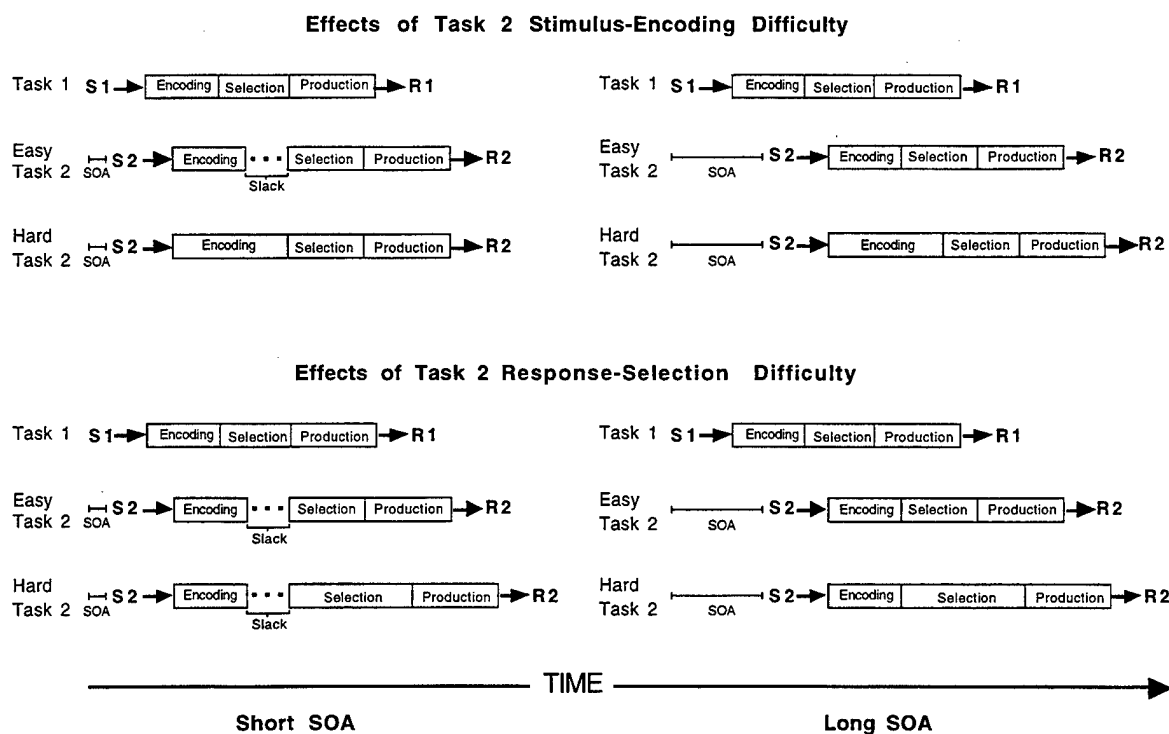 Effects of Task 2 Stimulus-Encoding Difficulty
Task 1 S1 Encoding Selection Production R1
Task 1 S1 Encoding Selection Production R1
Easy Task 2 SOA S2 Encoding Slack Selection Production R2
Easy Task 2 SOA S2 Encoding Selection Production R2
Hard Task 2 SOA S2 Encoding Selection Production R2
Hard Task 2 SOA S2 Encoding Selection Production R2
Effects of Task 2 Response-Selection Difficulty
Task 1 S1 Encoding Selection Production R1
Task 1 S1 Encoding Selection Production R1
Easy Task 2 SOA S2 Encoding Slack Selection Production R2
Easy Task 2 SOA S2 Encoding Selection Production R2
Hard Task 2 SOA S2 Encoding Slack Selection Production R2
Hard Task 2 SOA S2 Encoding Selection Production R2
TIME
Short SOA Long SOA